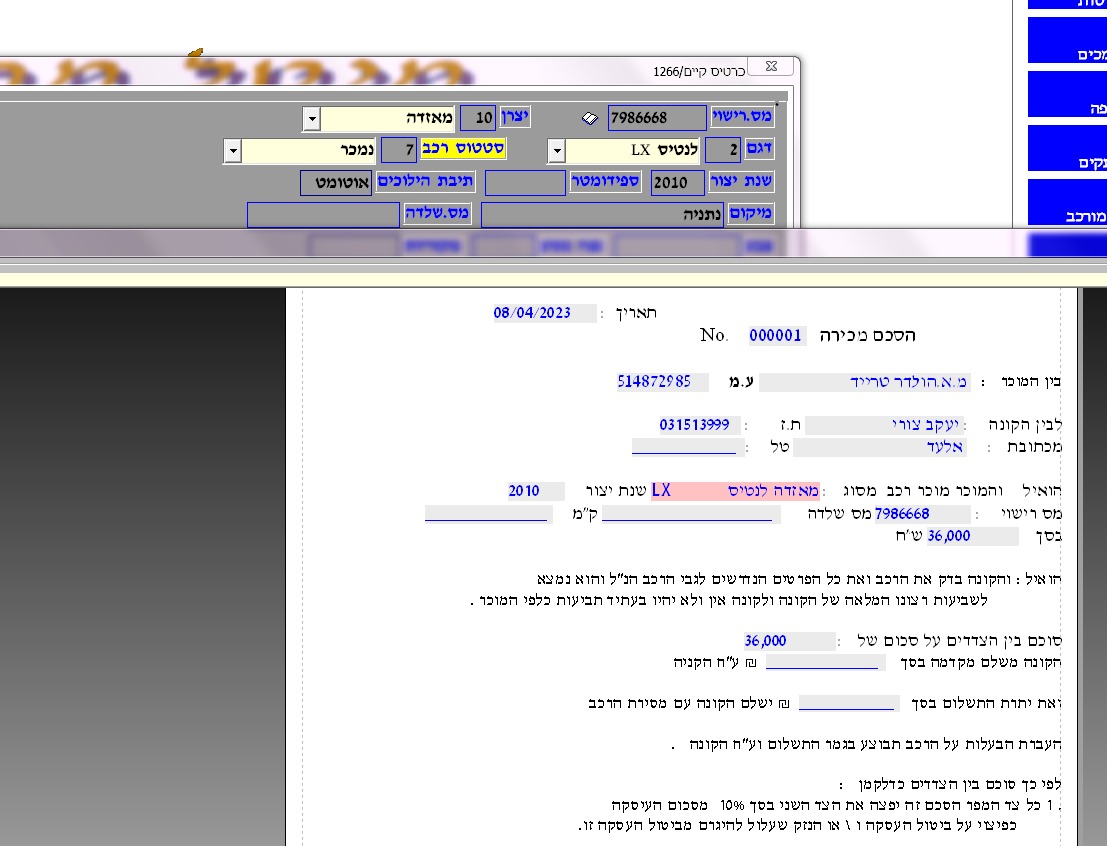 כרטיס קיים/1266
מכים
פה
עקים
מורכב
מס.רישוי 7986668 יצרן 10 מאזדה
דגם 2 לנטיס LX סטטוס רכב 7 נמכר
שנת יצור 2010 ספידומטר תיבת הילוכים אוטומט
מיקום נתניה מס.שלדה
תאריך : 08/04/2023
הסכם מכירה 000001 No.
בין המוכר : מ.א.הולדר טרייד ע.מ 514872985
לבין הקונה : יעקב צורי ת.ז : 031513999
מכתובת : אלעד טל :
הואיל והמוכר מוכר רכב מסוג : מאזדה לנטיס LX שנת יצור 2010
מס רישוי : 7986668 מס שלדה ק"מ
בסך 36,000 ש'ח
הואיל : והקונה בדק את הרכב ואת כל הפרטים הנדרשים לגבי הרכב הנ"ל והוא נמצא
לשביעות רצונו המלאה של הקונה ולקונה אין ולא יהיו בעתיד תביעות כלפי המוכר .
סוכם בין הצדדים על סכום של : 36,000
הקונה משלם מקדמה בסך ₪ ע"ח הקניה
ואת יתרת התשלום בסך ₪ ישלם הקונה עם מסירת הרכב
העברת הבעלות על הרכב תבוצע בגמר התשלום וע"ח הקונה .
לפי כך סוכם בין הצדדים כדלקמן :
1 . כל צד המפר הסכם זה יפצה את הצד השני בסך 10% מסכום העיסקה
כפיצוי על ביטול העסקה ו \ או הנזק שעלול להיגרם מביטול העסקה זו.